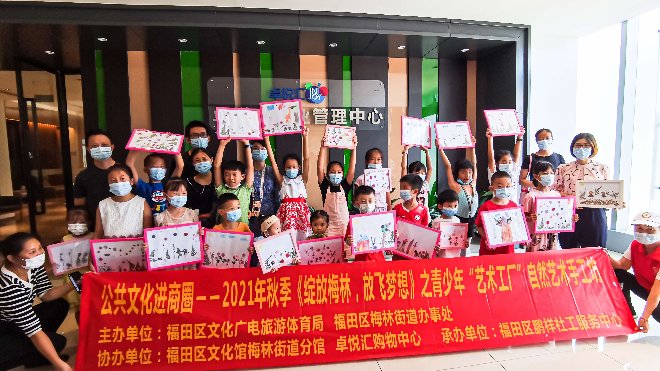 卓悦汇
业管理中心
公共文化进商圈——2021年秋季《绽放梅林，放飞梦想》之青少年“艺术工厂”自然艺术手工坊
主办单位：福田区文化广电旅游体育局 福田区梅林街道办事处
协办单位：福田区文化馆梅林街道分馆 卓悦汇购物中心 承办单位：福田区鹏祥社工服务中心